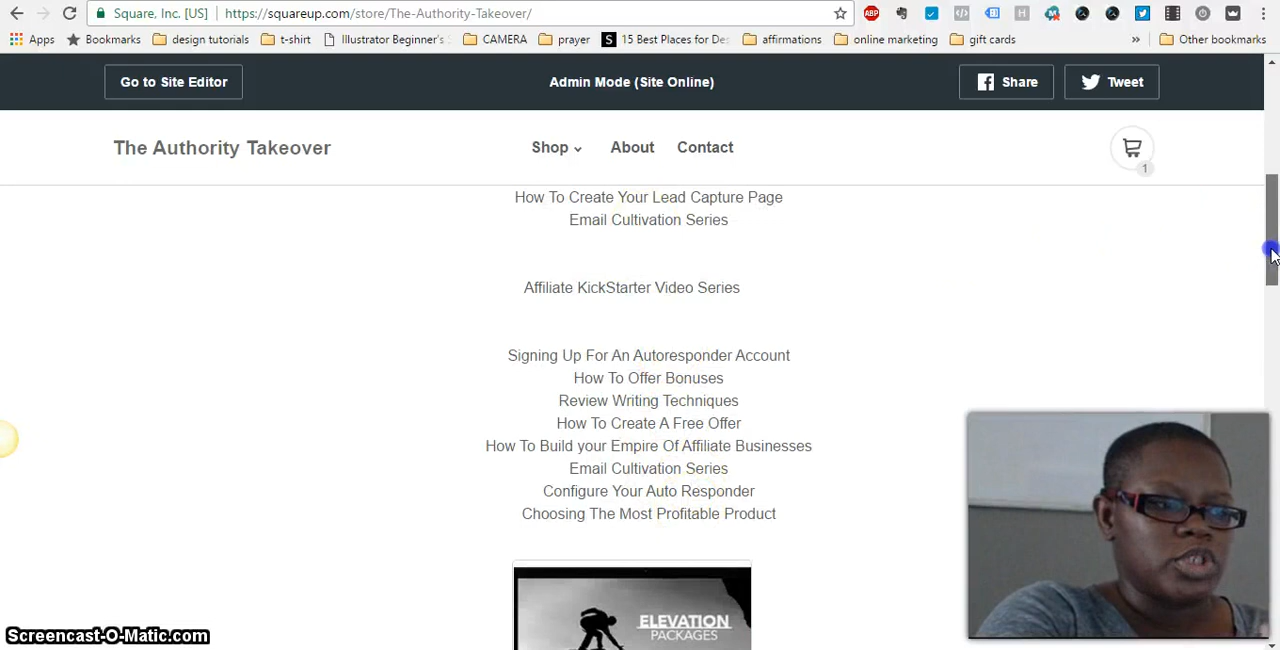 Square, Inc. [US]
https://squareup.com/store/The-Authority-Takeover/
ABP
Apps
Bookmarks
design tutorials
t-shirt
Illustrator Beginner's
CAMERA
prayer
S
15 Best Places for Des
affirmations
online marketing
gift cards
»
Other bookmarks
Go to Site Editor
Admin Mode (Site Online)
Share
Tweet
The Authority Takeover
Shop
About
Contact
1
How To Create Your Lead Capture Page
Email Cultivation Series
Affiliate KickStarter Video Series
Signing Up For An Autoresponder Account
How To Offer Bonuses
Review Writing Techniques
How To Create A Free Offer
How To Build your Empire Of Affiliate Businesses
Email Cultivation Series
Configure Your Auto Responder
Choosing The Most Profitable Product
ELEVATION
PACKAGES
Screencast-O-Matic.com